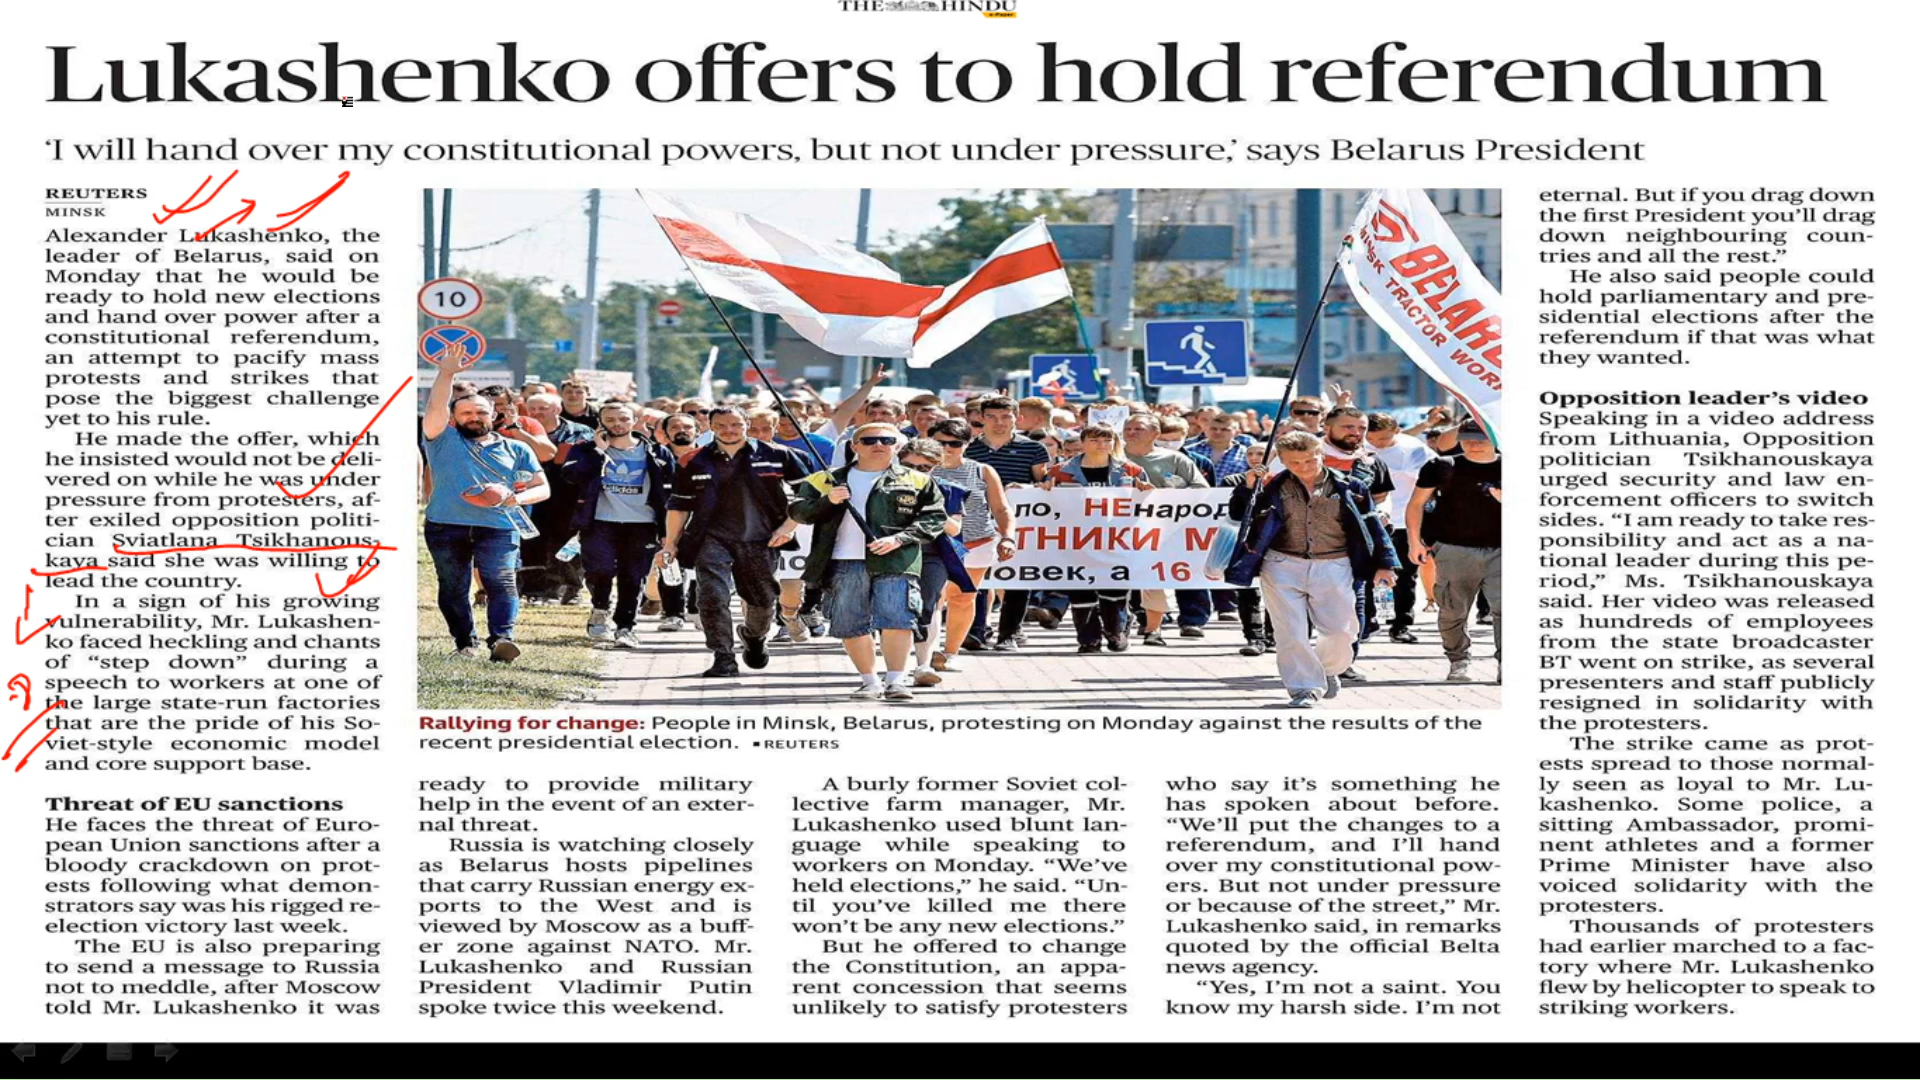 THE HINDU
e-Paper
Lukashenko offers to hold referendum
‘I will hand over my constitutional powers, but not under pressure,’ says Belarus President
REUTERS
MINSK
Alexander Lukashenko, the
leader of Belarus, said on
Monday that he would be
ready to hold new elections
and hand over power after a
constitutional referendum,
an attempt to pacify mass
protests and strikes that
pose the biggest challenge
yet to his rule.
He made the offer, which
he insisted would not be deli-
vered on while he was under
pressure from protesters, af-
ter exiled opposition politi-
cian Sviatlana Tsikhanous-
kaya said she was willing to
lead the country.
In a sign of his growing
vulnerability, Mr. Lukashen-
ko faced heckling and chants
of “step down” during a
speech to workers at one of
the large state-run factories
that are the pride of his So-
viet-style economic model
and core support base.
Threat of EU sanctions
He faces the threat of Euro-
pean Union sanctions after a
bloody crackdown on prot-
ests following what demon-
strators say was his rigged re-
election victory last week.
The EU is also preparing
to send a message to Russia
not to meddle, after Moscow
told Mr. Lukashenko it was
10
BELAR
MINSK TRACTOR WOR
adidas
ло, НЕнарод
ТНИКИ М
ловек, а 16
Rallying for change: People in Minsk, Belarus, protesting on Monday against the results of the
recent presidential election. ▪ REUTERS
ready to provide military
help in the event of an exter-
nal threat.
Russia is watching closely
as Belarus hosts pipelines
that carry Russian energy ex-
ports to the West and is
viewed by Moscow as a buff-
er zone against NATO. Mr.
Lukashenko and Russian
President Vladimir Putin
spoke twice this weekend.
A burly former Soviet col-
lective farm manager, Mr.
Lukashenko used blunt lan-
guage while speaking to
workers on Monday. “We’ve
held elections,” he said. “Un-
til you’ve killed me there
won’t be any new elections.”
But he offered to change
the Constitution, an appa-
rent concession that seems
unlikely to satisfy protesters
who say it’s something he
has spoken about before.
“We’ll put the changes to a
referendum, and I’ll hand
over my constitutional pow-
ers. But not under pressure
or because of the street,” Mr.
Lukashenko said, in remarks
quoted by the official Belta
news agency.
“Yes, I’m not a saint. You
know my harsh side. I’m not
eternal. But if you drag down
the first President you’ll drag
down neighbouring coun-
tries and all the rest.”
He also said people could
hold parliamentary and pre-
sidential elections after the
referendum if that was what
they wanted.
Opposition leader’s video
Speaking in a video address
from Lithuania, Opposition
politician Tsikhanouskaya
urged security and law en-
forcement officers to switch
sides. “I am ready to take res-
ponsibility and act as a na-
tional leader during this pe-
riod,” Ms. Tsikhanouskaya
said. Her video was released
as hundreds of employees
from the state broadcaster
BT went on strike, as several
presenters and staff publicly
resigned in solidarity with
the protesters.
The strike came as prot-
ests spread to those normal-
ly seen as loyal to Mr. Lu-
kashenko. Some police, a
sitting Ambassador, promi-
nent athletes and a former
Prime Minister have also
voiced solidarity with the
protesters.
Thousands of protesters
had earlier marched to a fac-
tory where Mr. Lukashenko
flew by helicopter to speak to
striking workers.